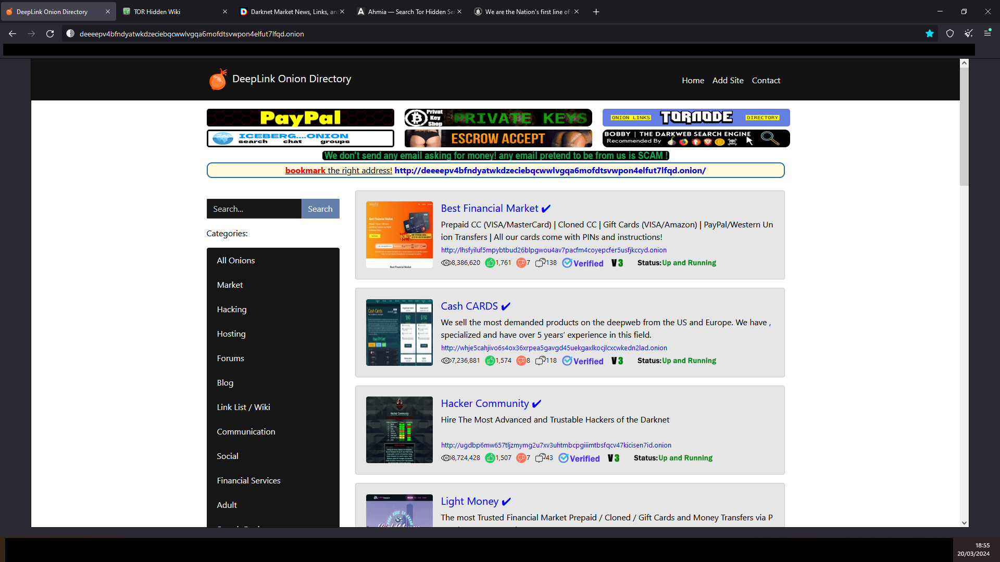 DeepLink Onion Directory
TOR Hidden Wiki
Darknet Market News, Links, an
Ahmia — Search Tor Hidden Se
We are the Nation's first line of
deeeepv4bfndyatwkdzeciebqcwwlvgqa6mofdtsvwpon4elfut7lfqd.onion
DeepLink Onion Directory
Home Add Site Contact
PayPal
Privat Key Shop PRIVATE KEYS
ONION LINKS TORNODE DIRECTORY
ICEBERG....ONION
search chat groups
ESCROW ACCEPT
BOBBY | THE DARKWEB SEARCH ENGINE
Recommended By
We don't send any email asking for money! any email pretend to be from us is SCAM !
bookmark the right address! http://deeeepv4bfndyatwkdzeciebqcwwlvgqa6mofdtsvwpon4elfut7lfqd.onion/
Search... Search
Categories:
All Onions
Market
Hacking
Hosting
Forums
Blog
Link List / Wiki
Communication
Social
Financial Services
Adult
Best Financial Market ✔
Prepaid CC (VISA/MasterCard) | Cloned CC | Gift Cards (VISA/Amazon) | PayPal/Western Un
ion Transfers | All our cards come with PINs and instructions!
http://lhsfyiluf5mpybtbud26blpgwou4av7pacfm4coyepcfer5usfjkccyd.onion
8,386,620 1,761 7 138 Verified V3 Status:Up and Running
Cash CARDS ✔
We sell the most demanded products on the deepweb from the US and Europe. We have ,
specialized and have over 5 years’ experience in this field.
http://whje5cahjivo6s4ox36xrpea5gavgd45uekgaxlkocjlcxcwkedn2lad.onion
7,236,881 1,574 8 118 Verified V3 Status:Up and Running
Hacker Community ✔
Hire The Most Advanced and Trustable Hackers of the Darknet
http://ugdbp6mw657tljzmymg2u7xv3uhtmbcpgiiimtbsfqcv47kicisen7id.onion
8,724,428 1,507 7 43 Verified V3 Status:Up and Running
Light Money ✔
The most Trusted Financial Market Prepaid / Cloned / Gift Cards and Money Transfers via P
18:55
20/03/2024